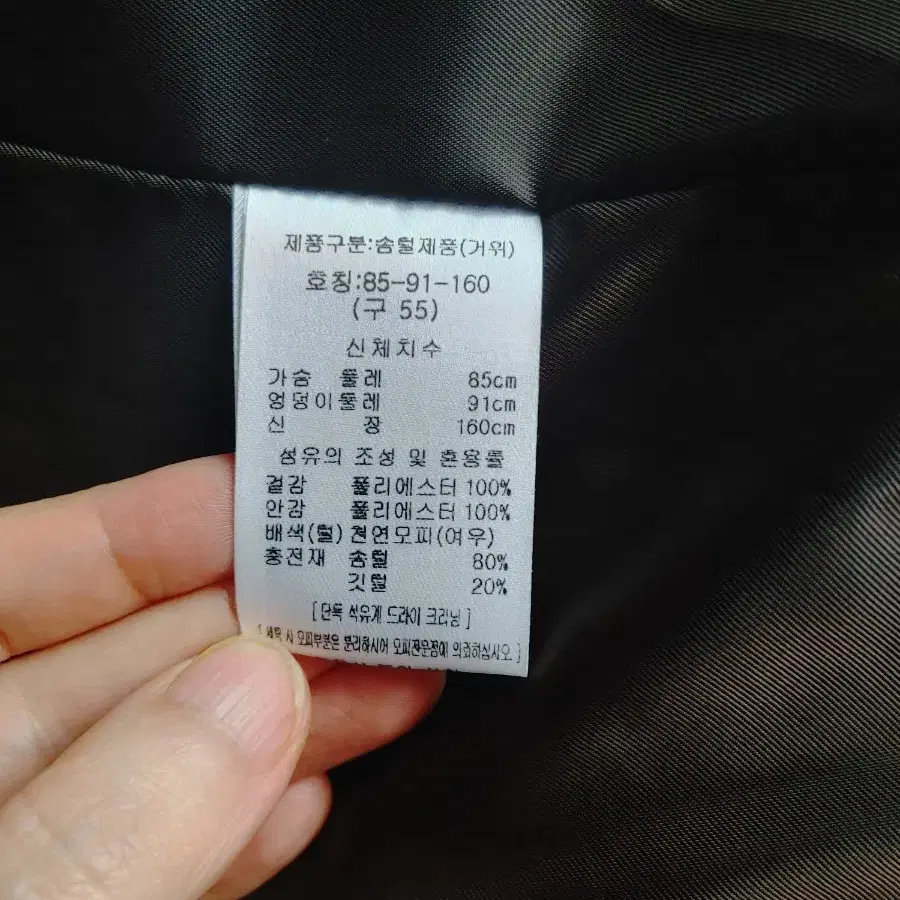 제품구분:솜털제품(거위)
호칭:85-91-160
(구 55)
신체치수
가슴 둘레 85cm
엉덩이둘레 91cm
신 장 160cm
섬유의 조성 및 혼용률
겉감 폴리에스터 100%
안감 폴리에스터 100%
배색(털) 천연모피(여우)
충전재 솜털 80%
깃털 20%
[ 단독 석유계 드라이 크리닝 ]
[ 세탁 시 모피부분은 분리하시어 모피전문점에 의뢰하십시오. ]